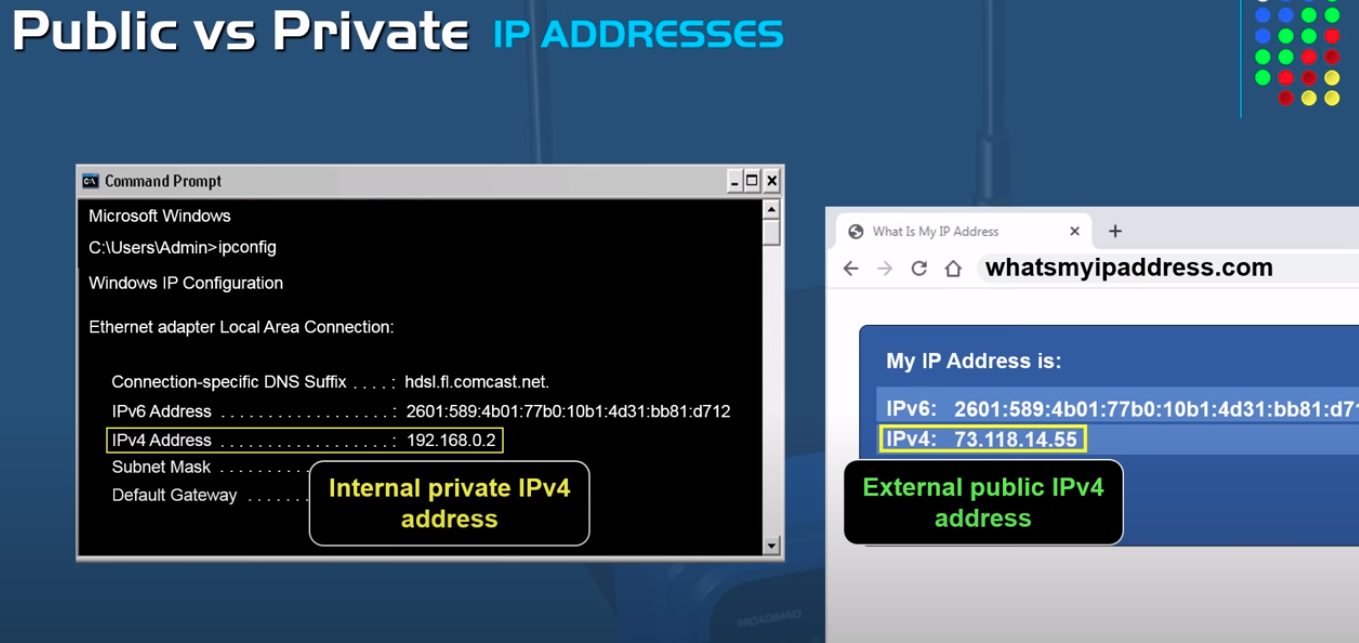 Public vs Private IP ADDRESSES
Command Prompt
Microsoft Windows
C:\Users\Admin>ipconfig
Windows IP Configuration
Ethernet adapter Local Area Connection:
Connection-specific DNS Suffix . . . . : hdsl.fl.comcast.net.
IPv6 Address . . . . . . . . . . . . . . . . . . : 2601:589:4b01:77b0:10b1:4d31:bb81:d712
IPv4 Address . . . . . . . . . . . . . . . . . . : 192.168.0.2
Subnet Mask . . . . . . . . .
Default Gateway . . . . . .
Internal private IPv4
address
What Is My IP Address
whatsmyipaddress.com
My IP Address is:
IPv6: 2601:589:4b01:77b0:10b1:4d31:bb81:d71
IPv4: 73.118.14.55
External public IPv4
address
BROADBAND